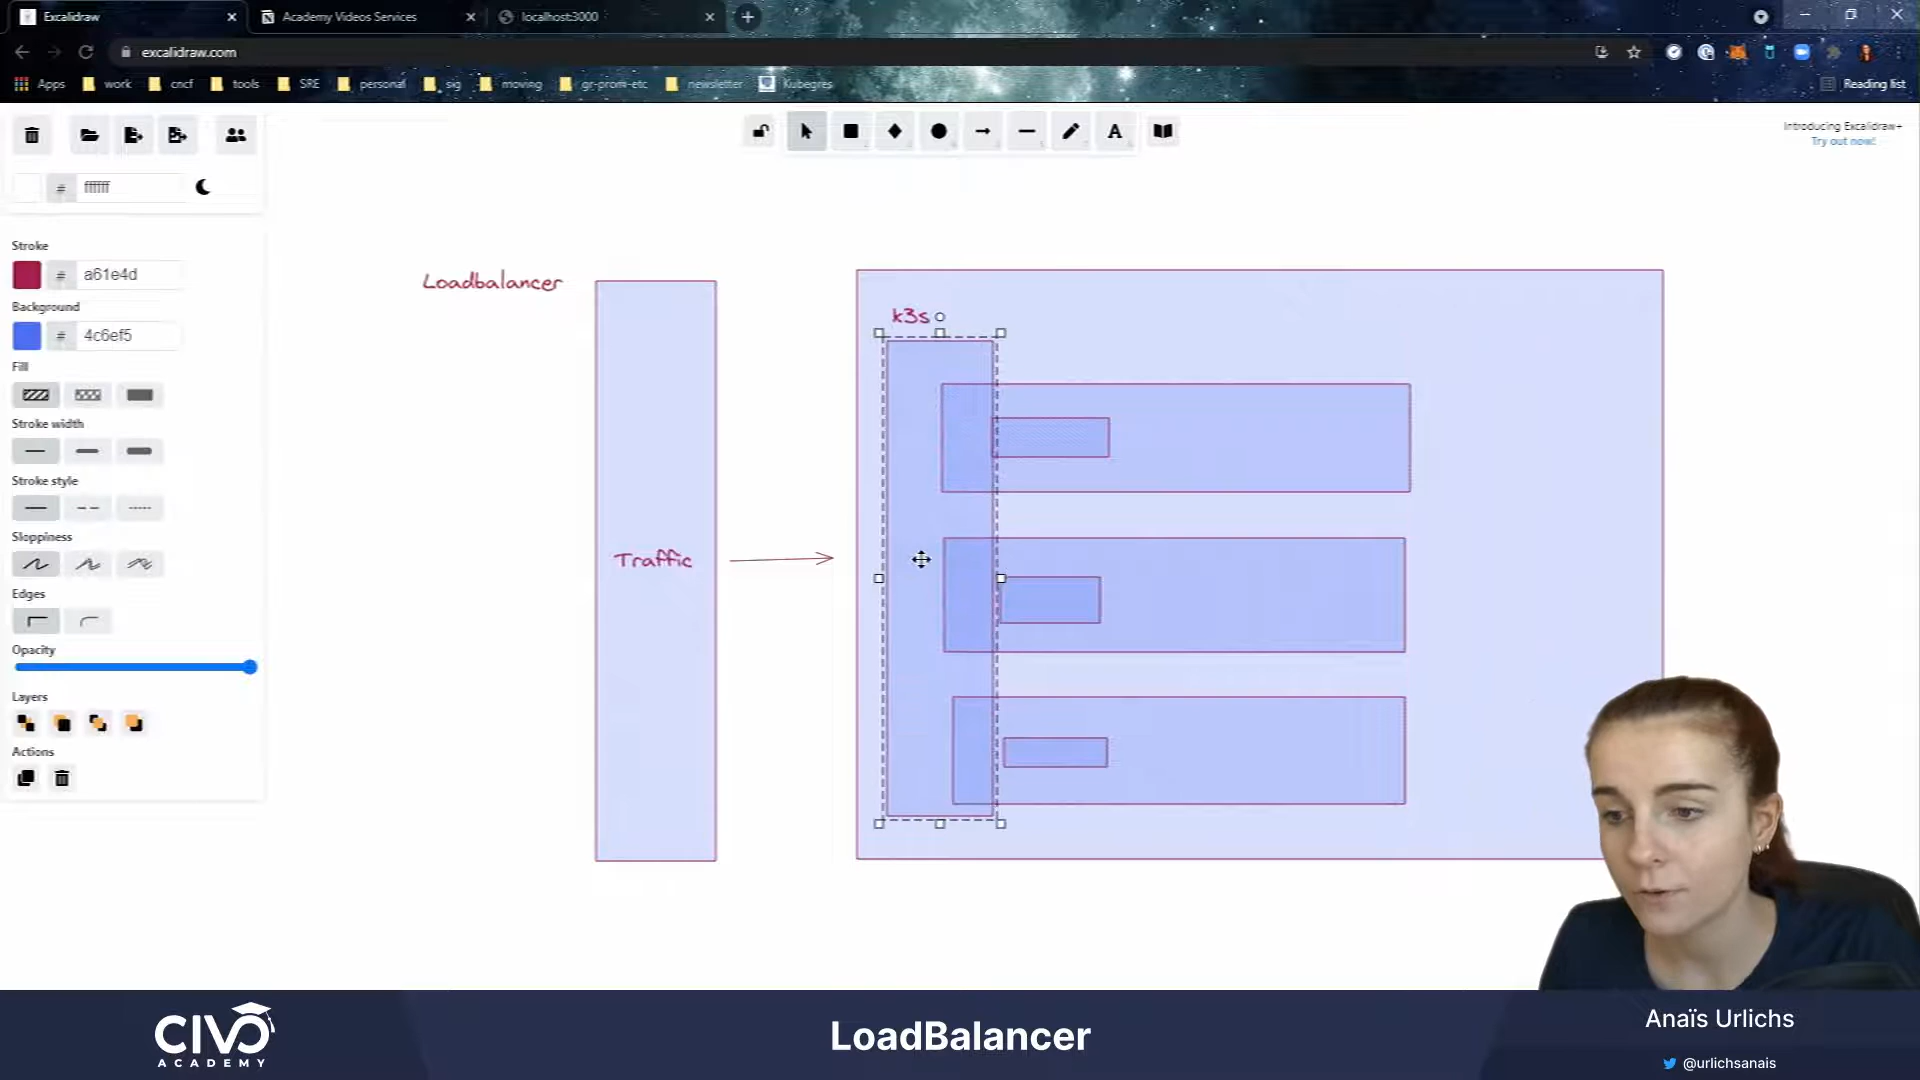 Excalidraw
Academy Videos Services
localhost:3000
excalidraw.com
Apps
work
cncf
tools
SRE
personal
sig
moving
gr-prom-etc
newsletter
Kubegres
Reading list
Introducing Excalidraw+
Try out now!
# ffffff
Stroke
# a61e4d
Background
# 4c6ef5
Fill
Stroke width
Stroke style
Sloppiness
Edges
Opacity
Layers
Actions
A
Loadbalancer
k3s
Traffic
CIVO
ACADEMY
LoadBalancer
Anaïs Urlichs
@urlichsanais